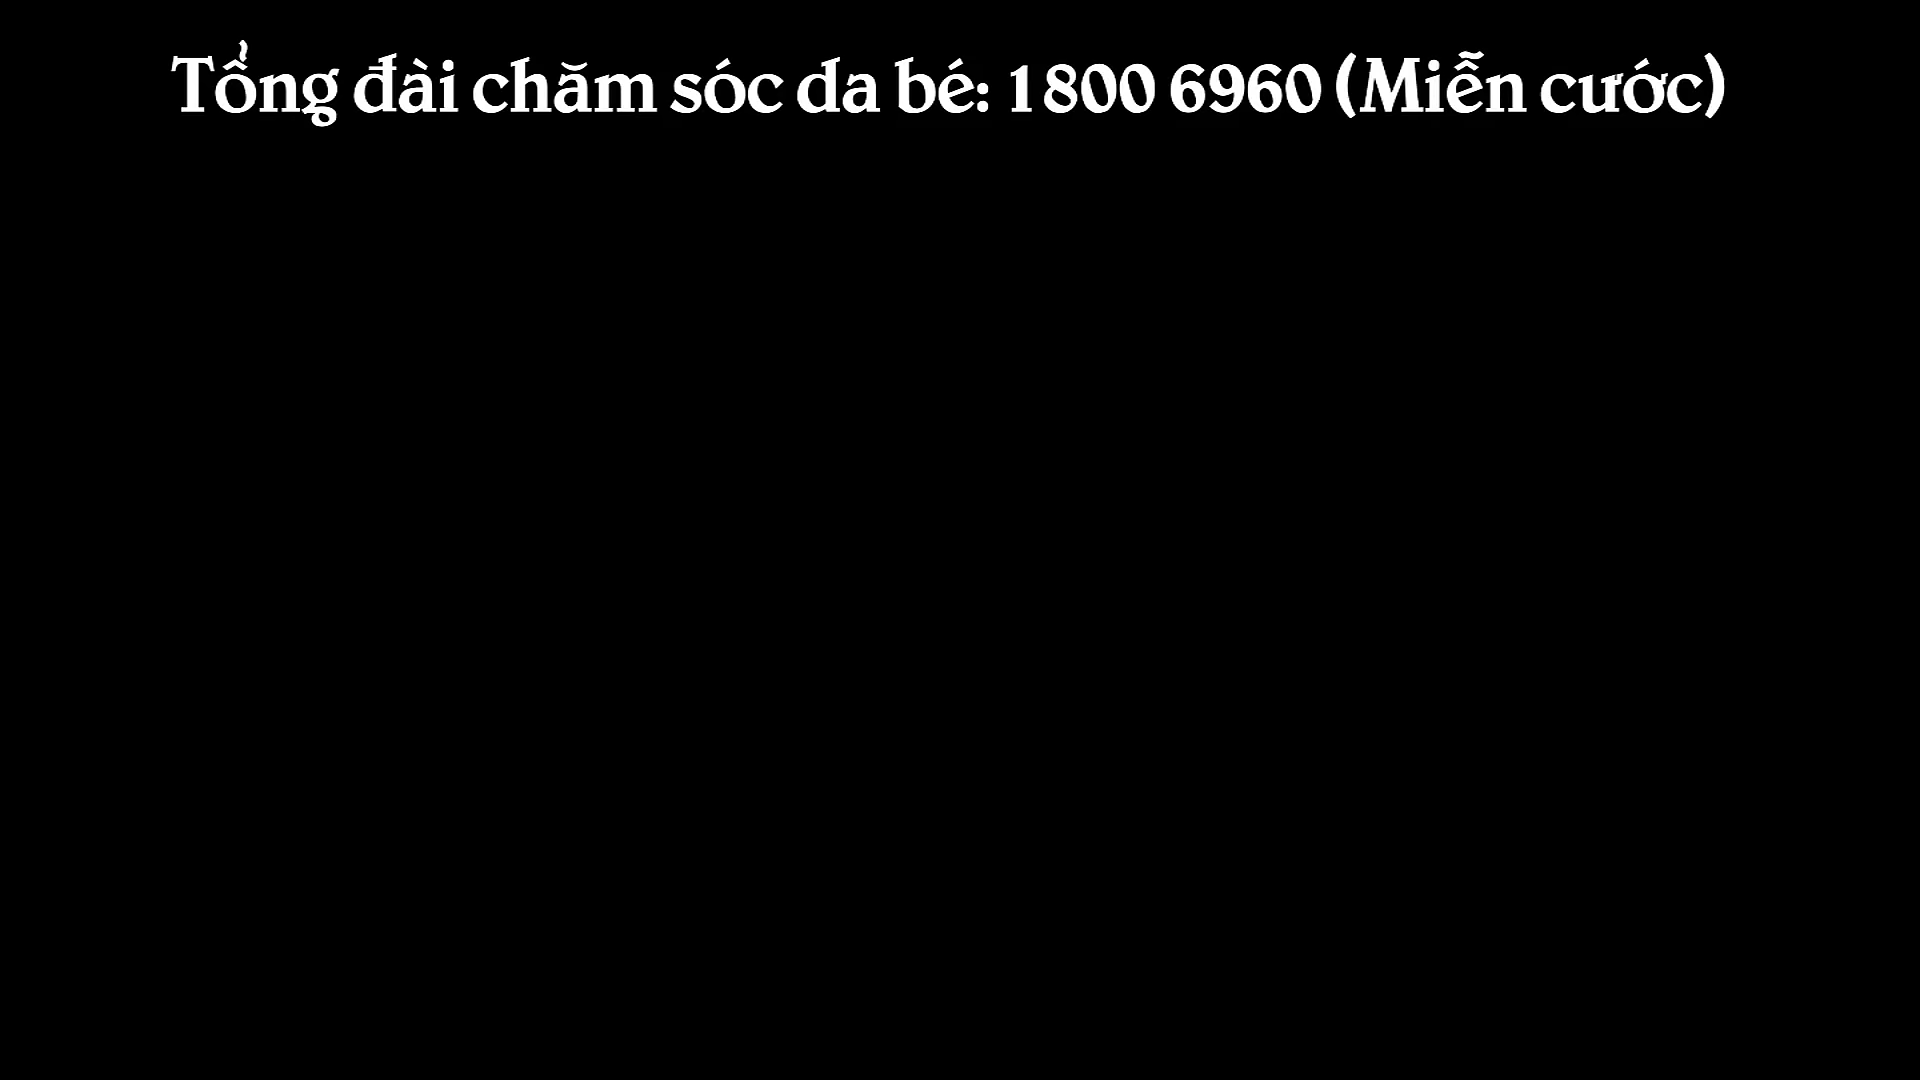 Tổng đài chăm sóc da bé: 1800 6960 (Miễn cước)